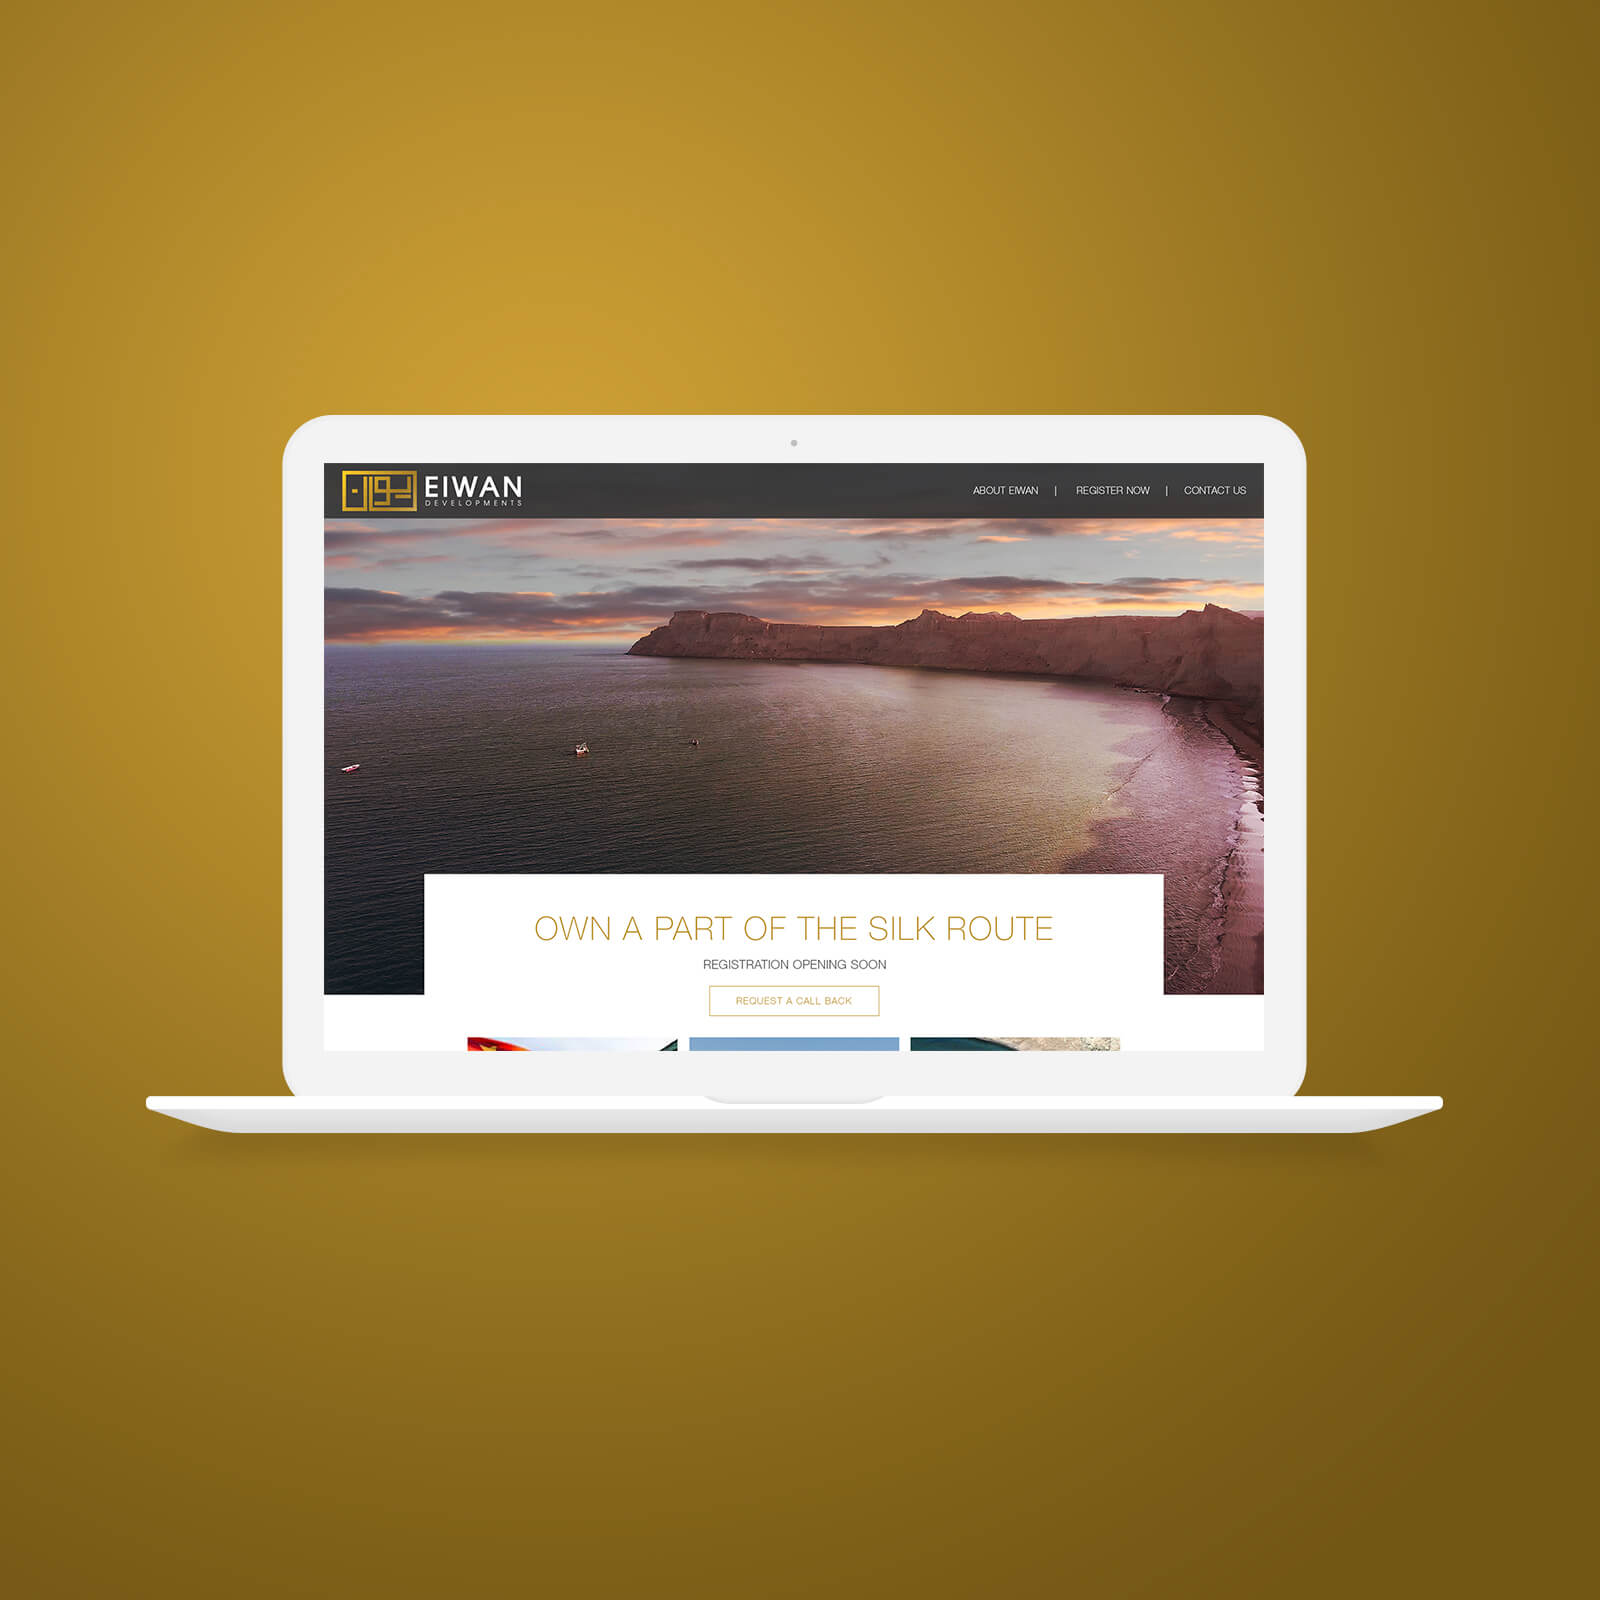 EIWAN
DEVELOPMENTS
ABOUT EIWAN | REGISTER NOW | CONTACT US
OWN A PART OF THE SILK ROUTE
REGISTRATION OPENING SOON
REQUEST A CALL BACK